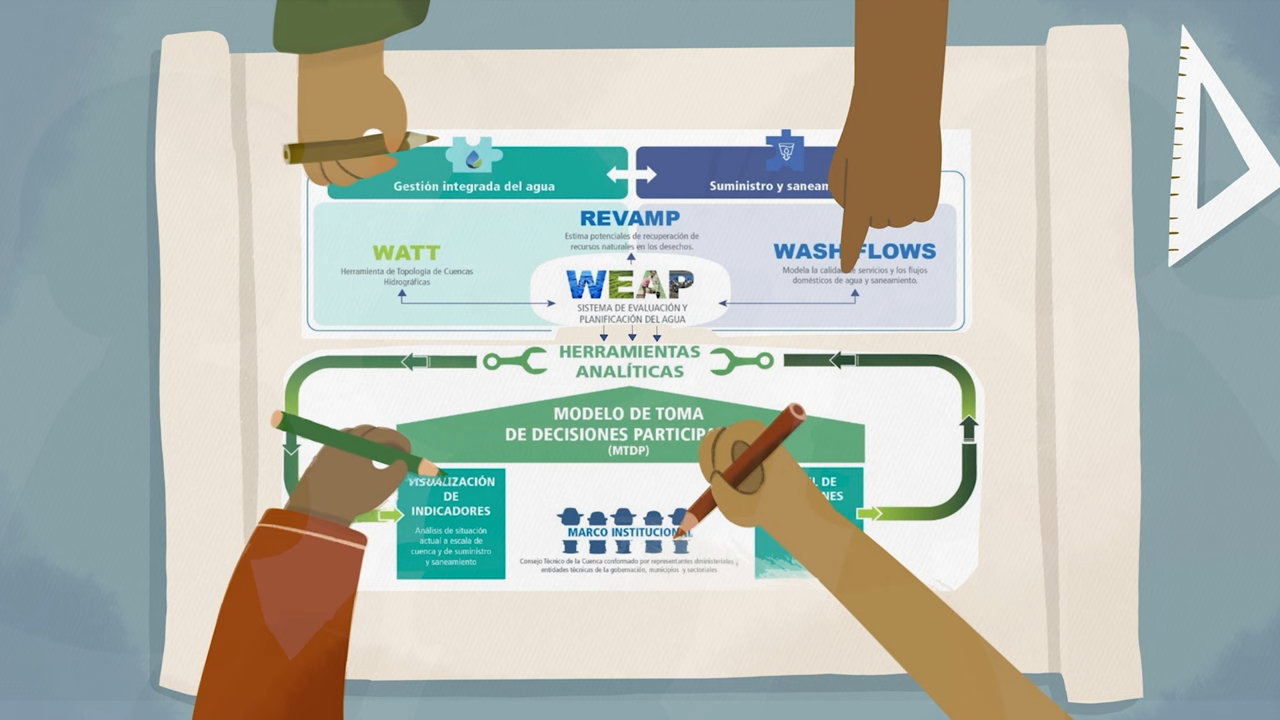 Gestión integrada del agua
Suministro y
REVAMP
Estima potenciales de recuperación de
recursos naturales en los desechos.
WATT
Herramienta de Topología de Cuencas
Hidrográficas
WASH FLOWS
Modela la calidad de servicios y los flujos
domésticos de agua y saneamiento.
WEAP
SISTEMA DE EVALUACIÓN Y
PLANIFICACIÓN DEL AGUA
HERRAMIENTAS
ANALÍTICAS
MODELO DE TOMA
DE DECISIONES
(MTDP)
VISUALIZACIÓN
DE
INDICADORES
Análisis de situación
actual a escala de
cuenca y de suministro
y saneamiento
MARCO INSTITUCIONAL
Consejo Técnico de la Cuenca conformado por representantes
entidades técnicas de la gobernación, municipios y sectoriales
DE